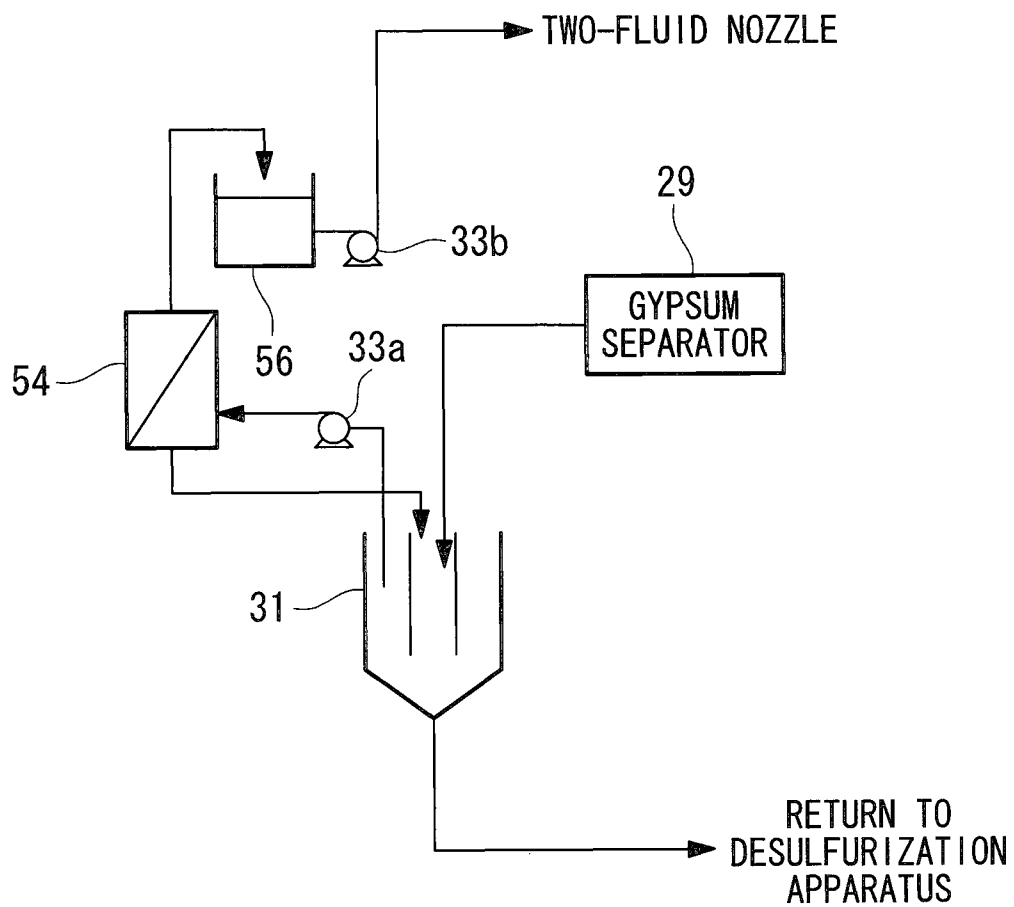 TWO-FLUID NOZZLE
29
33b
GYPSUM
SEPARATOR
56
33a
54
31
RETURN TO
DESULFURIZATION
APPARATUS